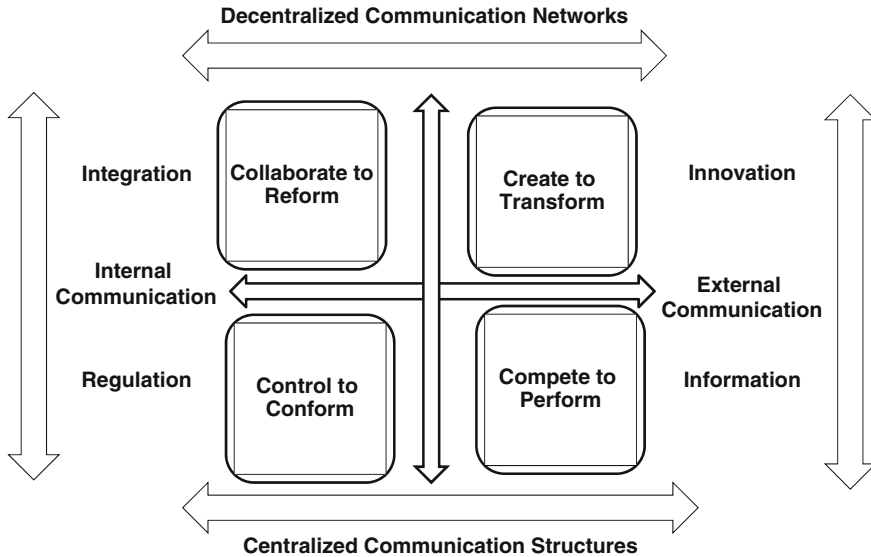 Decentralized Communication Networks
Integration
Collaborate to
Reform
Create to
Transform
Innovation
Internal
Communication
External
Communication
Regulation
Control to
Conform
Compete to
Perform
Information
Centralized Communication Structures